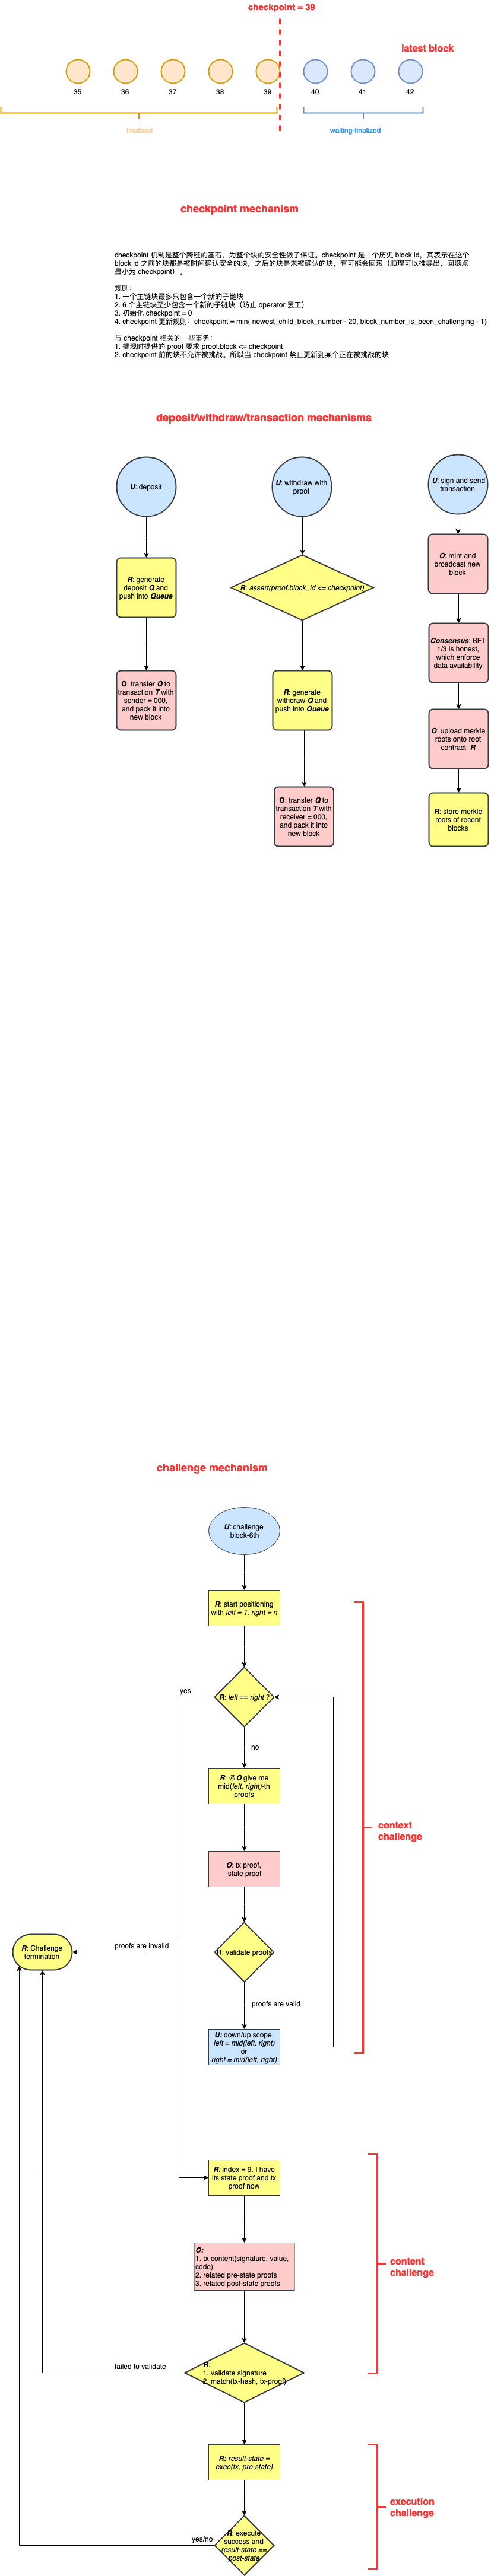 checkpoint = 39
latest block
35
36
37
38
39
40
41
42
finalized
waiting-finalized
checkpoint mechanism
checkpoint 机制是整个跨链的基石，为整个块的安全性做了保证。checkpoint 是一个历史 block id，其表示在这个
block id 之前的块都是被时间确认安全的块，之后的块是未被确认的块，有可能会回滚（顺理可以推导出，回滚点
最小为 checkpoint）。
规则：
1. 一个主链块最多只包含一个新的子链块
2. 6 个主链块至少包含一个新的子链块（防止 operator 罢工）
3. 初始化 checkpoint = 0
4. checkpoint 更新规则：checkpoint = min{ newest_child_block_number - 20, block_number_is_been_challenging - 1}
与 checkpoint 相关的一些事务：
1. 提现时提供的 proof 要求 proof.block <= checkpoint
2. checkpoint 前的块不允许被挑战。所以当 checkpoint 禁止更新到某个正在被挑战的块
deposit/withdraw/transaction mechanisms
U: deposit
R: generate
deposit Q and
push into Queue
O: transfer Q to
transaction T with
sender = 000,
and pack it into
new block
U: withdraw with
proof
R: assert(proof.block_id <= checkpoint)
R: generate
withdraw Q and
push into Queue
O: transfer Q to
transaction T with
receiver = 000,
and pack it into
new block
U: sign and send
transaction
O: mint and
broadcast new
block
Consensus: BFT
1/3 is honest,
which enforce
data availability
O: upload merkle
roots onto root
contract R
R: store merkle
roots of recent
blocks
challenge mechanism
U: challenge
block-6th
R: start positioning
with left = 1, right = n
yes
R: left == right ?
no
R: @O give me
mid(left, right)-th
proofs
context
challenge
O: tx proof,
state proof
R: Challenge
termination
proofs are invalid
R: validate proofs
proofs are valid
U: down/up scope,
left = mid(left, right)
or
right = mid(left, right)
R: index = 9. I have
its state proof and tx
proof now
O:
1. tx content(signature, value,
code)
2. related pre-state proofs
3. related post-state proofs
content
challenge
failed to validate
R:
1. validate signature
2. match(tx-hash, tx-proof)
R: result-state =
exec(tx, pre-state)
execution
challenge
yes/no
R: execute
success and
result-state ==
post-state